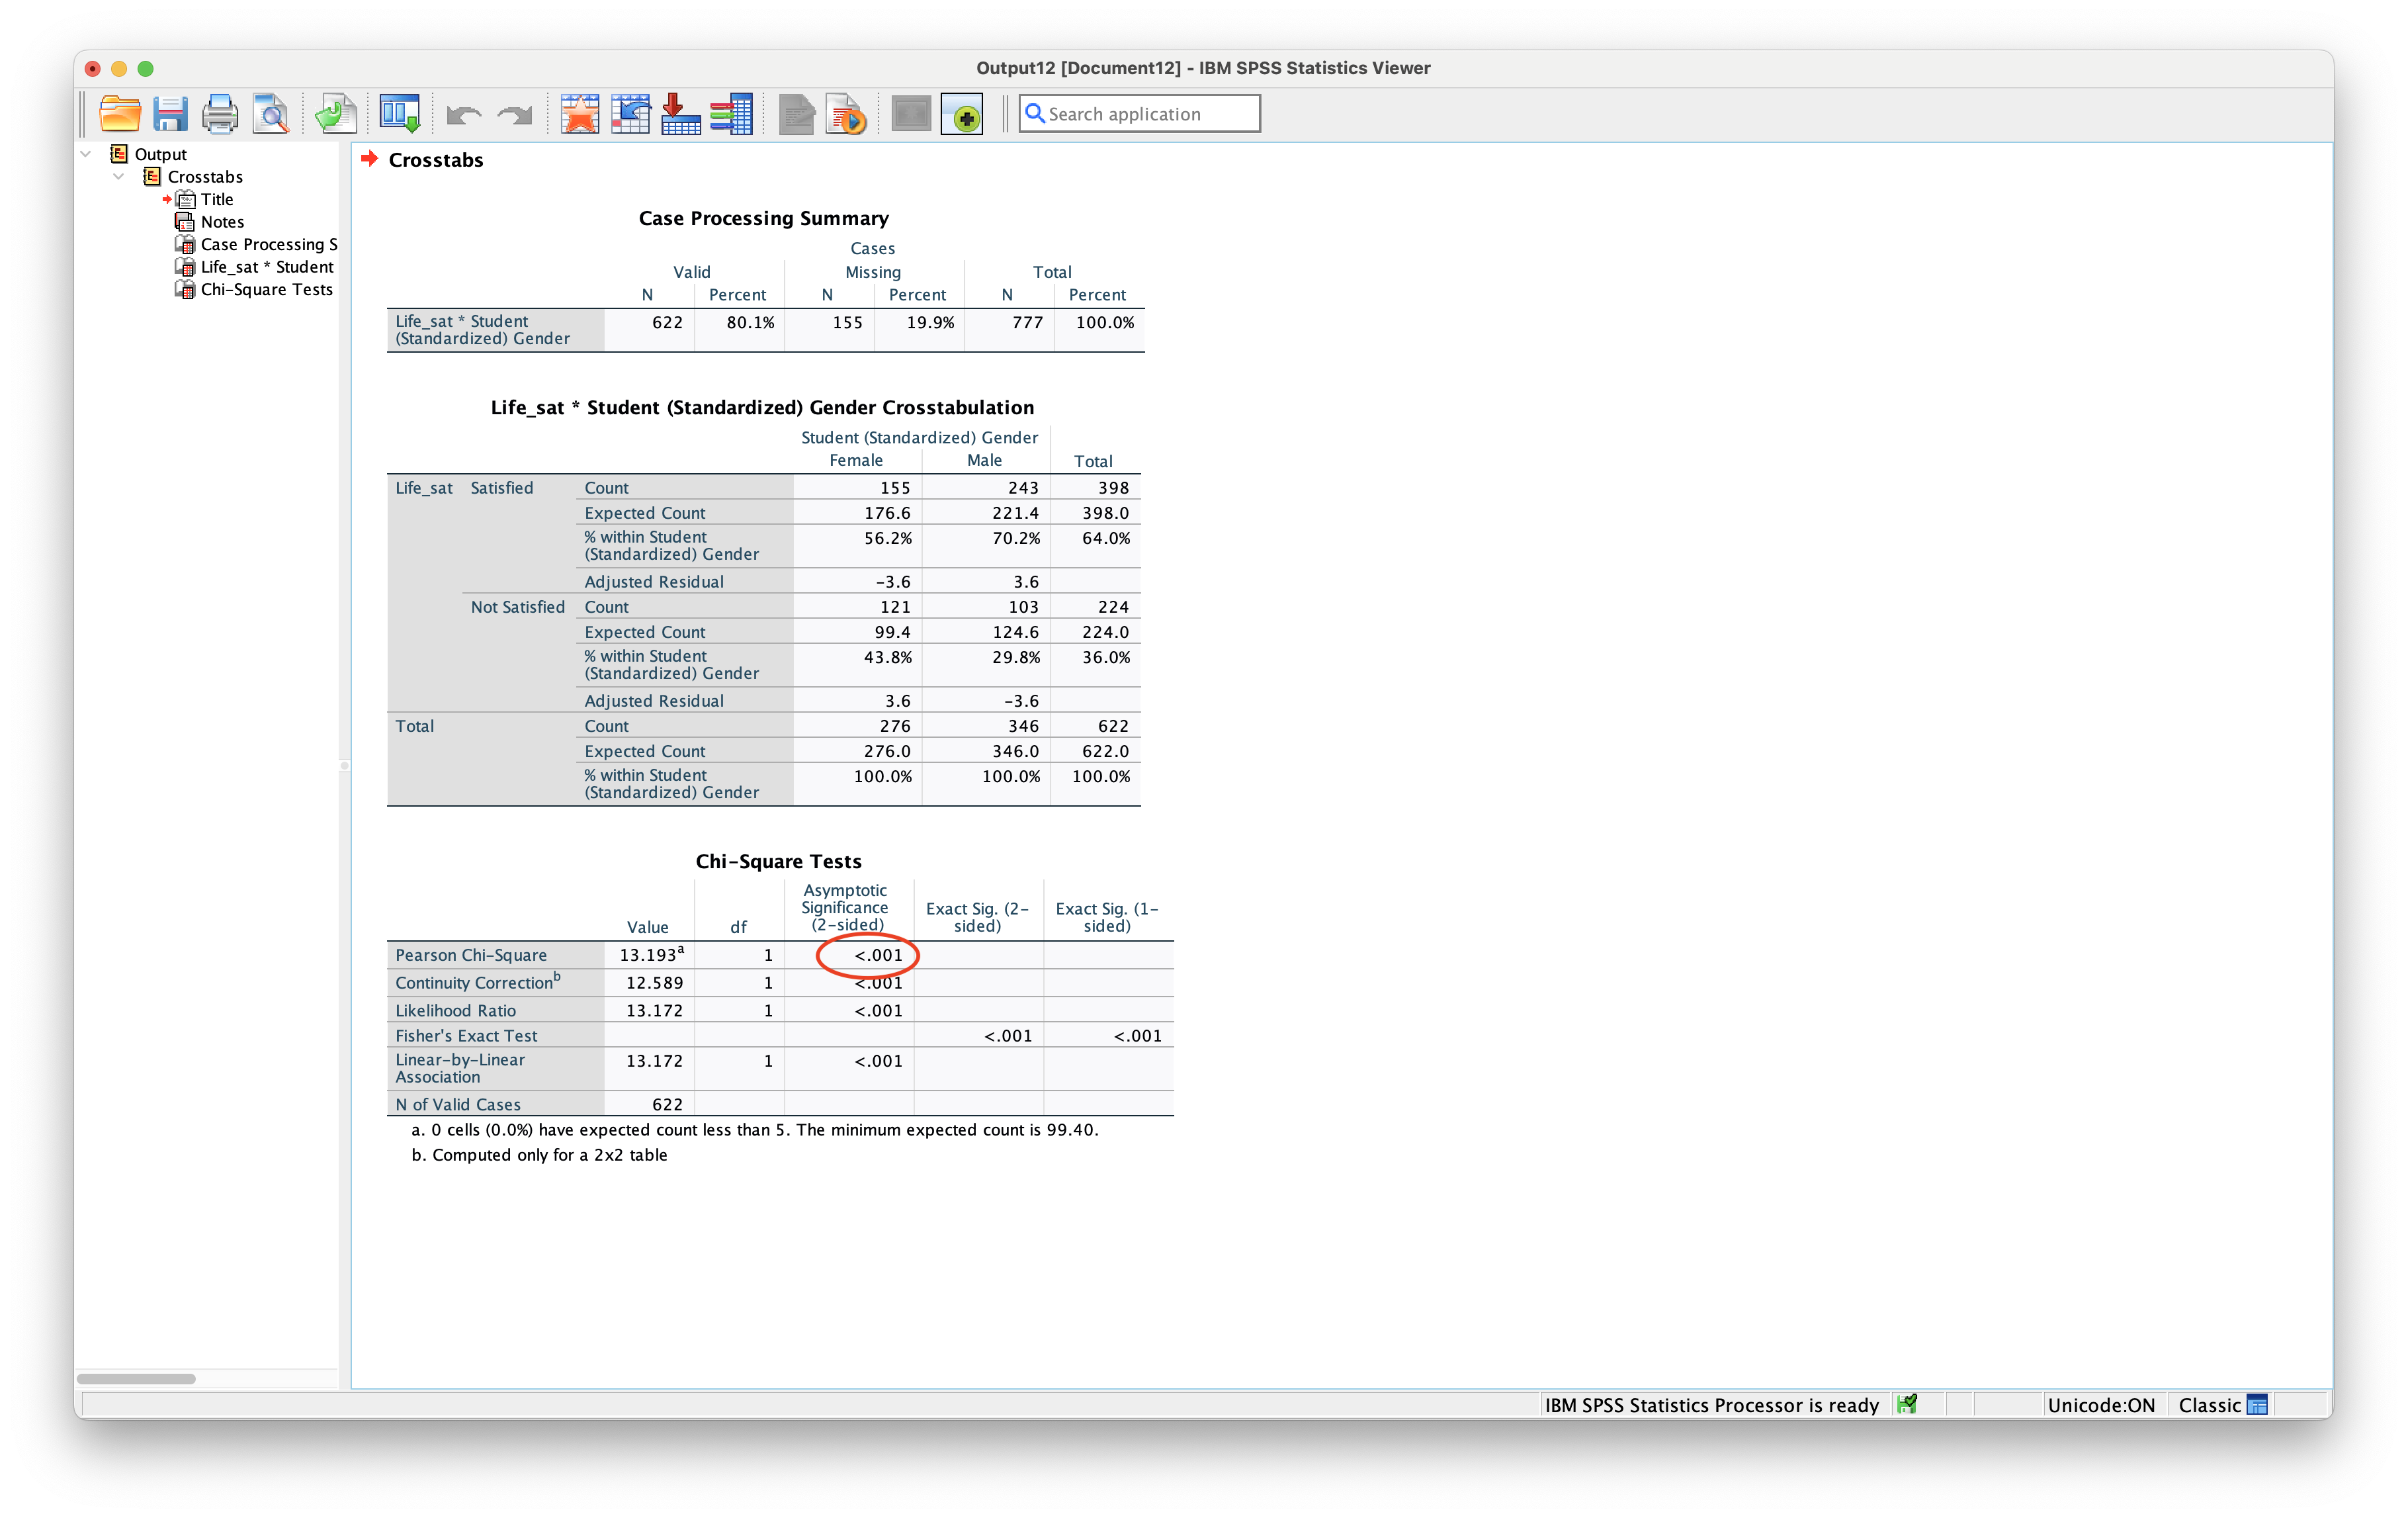 Output12 [Document12] - IBM SPSS Statistics Viewer
Search application
Output
Crosstabs
Title
Notes
Case Processing S
Life_sat * Student
Chi-Square Tests
Crosstabs
Case Processing Summary
Cases
Valid Missing Total
N Percent N Percent N Percent
Life_sat * Student
(Standardized) Gender 622 80.1% 155 19.9% 777 100.0%
Life_sat * Student (Standardized) Gender Crosstabulation
Student (Standardized) Gender
Female Male Total
Life_sat Satisfied Count 155 243 398
Expected Count 176.6 221.4 398.0
% within Student
(Standardized) Gender 56.2% 70.2% 64.0%
Adjusted Residual -3.6 3.6
Not Satisfied Count 121 103 224
Expected Count 99.4 124.6 224.0
% within Student
(Standardized) Gender 43.8% 29.8% 36.0%
Adjusted Residual 3.6 -3.6
Total Count 276 346 622
Expected Count 276.0 346.0 622.0
% within Student
(Standardized) Gender 100.0% 100.0% 100.0%
Chi-Square Tests
Value df Asymptotic
Significance
(2-sided) Exact Sig. (2-
sided) Exact Sig. (1-
sided)
Pearson Chi-Square 13.193a 1 <.001
Continuity Correctionb 12.589 1 <.001
Likelihood Ratio 13.172 1 <.001
Fisher's Exact Test <.001 <.001
Linear-by-Linear
Association 13.172 1 <.001
N of Valid Cases 622
a. 0 cells (0.0%) have expected count less than 5. The minimum expected count is 99.40.
b. Computed only for a 2x2 table
IBM SPSS Statistics Processor is ready Unicode:ON Classic